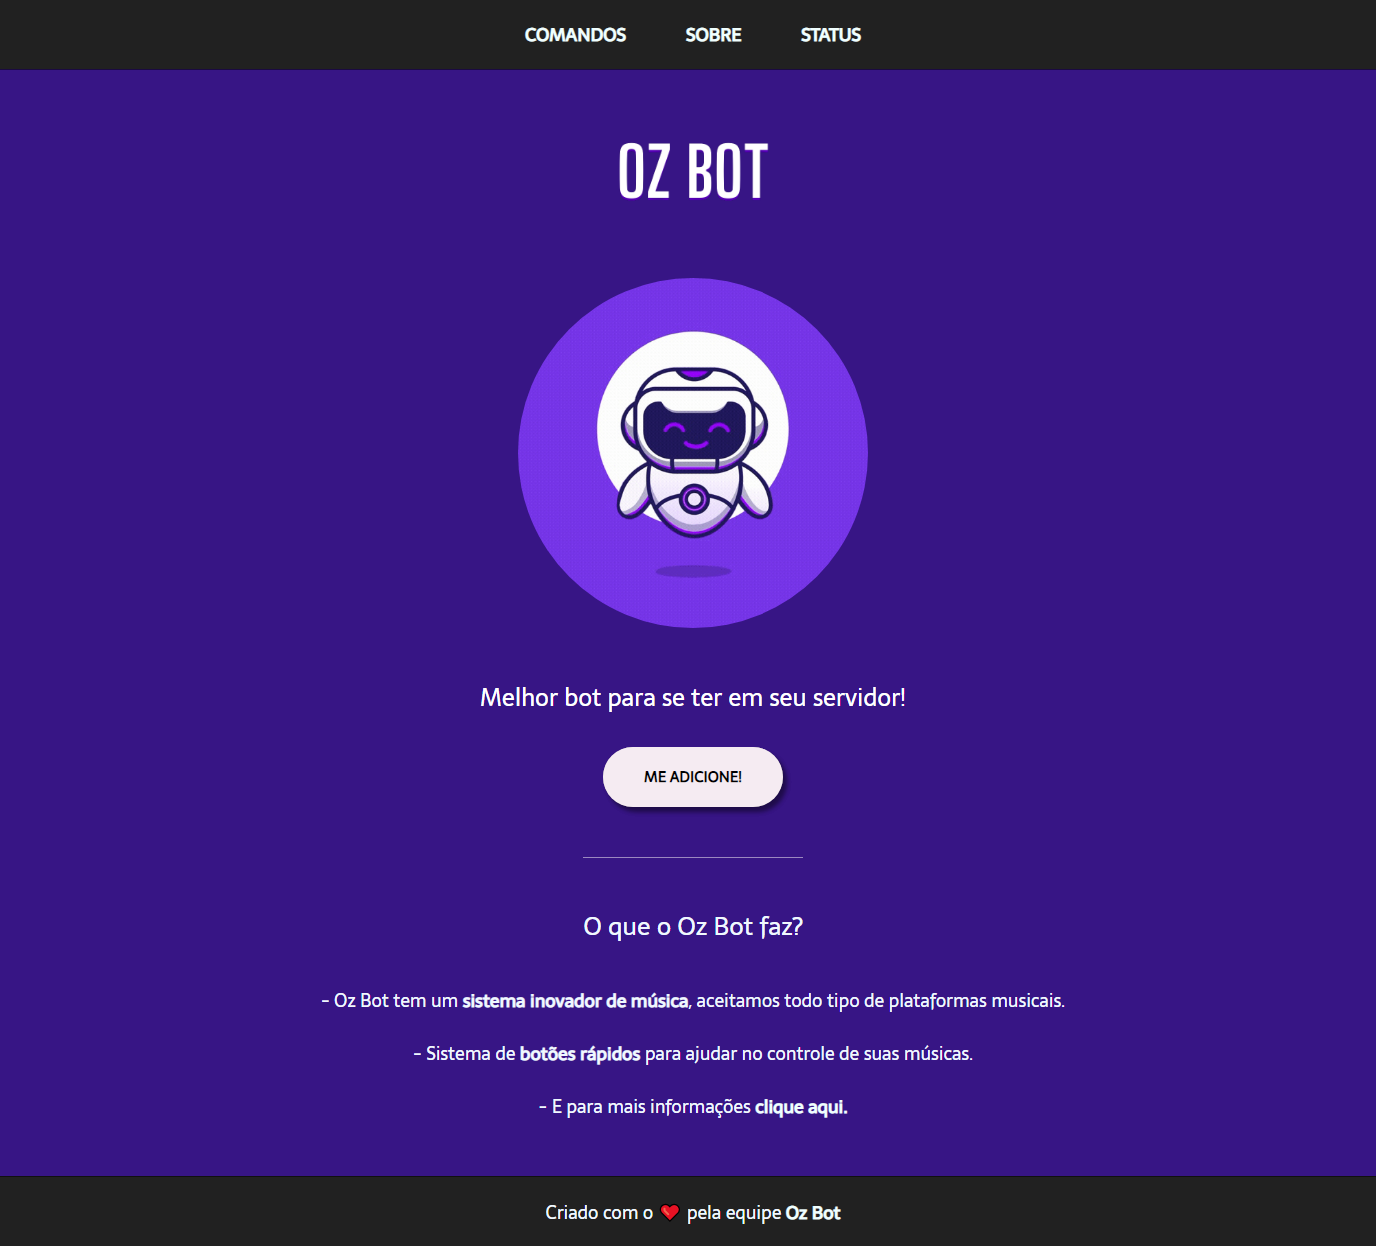 COMANDOS SOBRE STATUS
OZ BOT
Melhor bot para se ter em seu servidor!
ME ADICIONE!
O que o Oz Bot faz?
- Oz Bot tem um sistema inovador de música, aceitamos todo tipo de plataformas musicais.
- Sistema de botões rápidos para ajudar no controle de suas músicas.
- E para mais informações clique aqui.
Criado com o ❤️ pela equipe Oz Bot